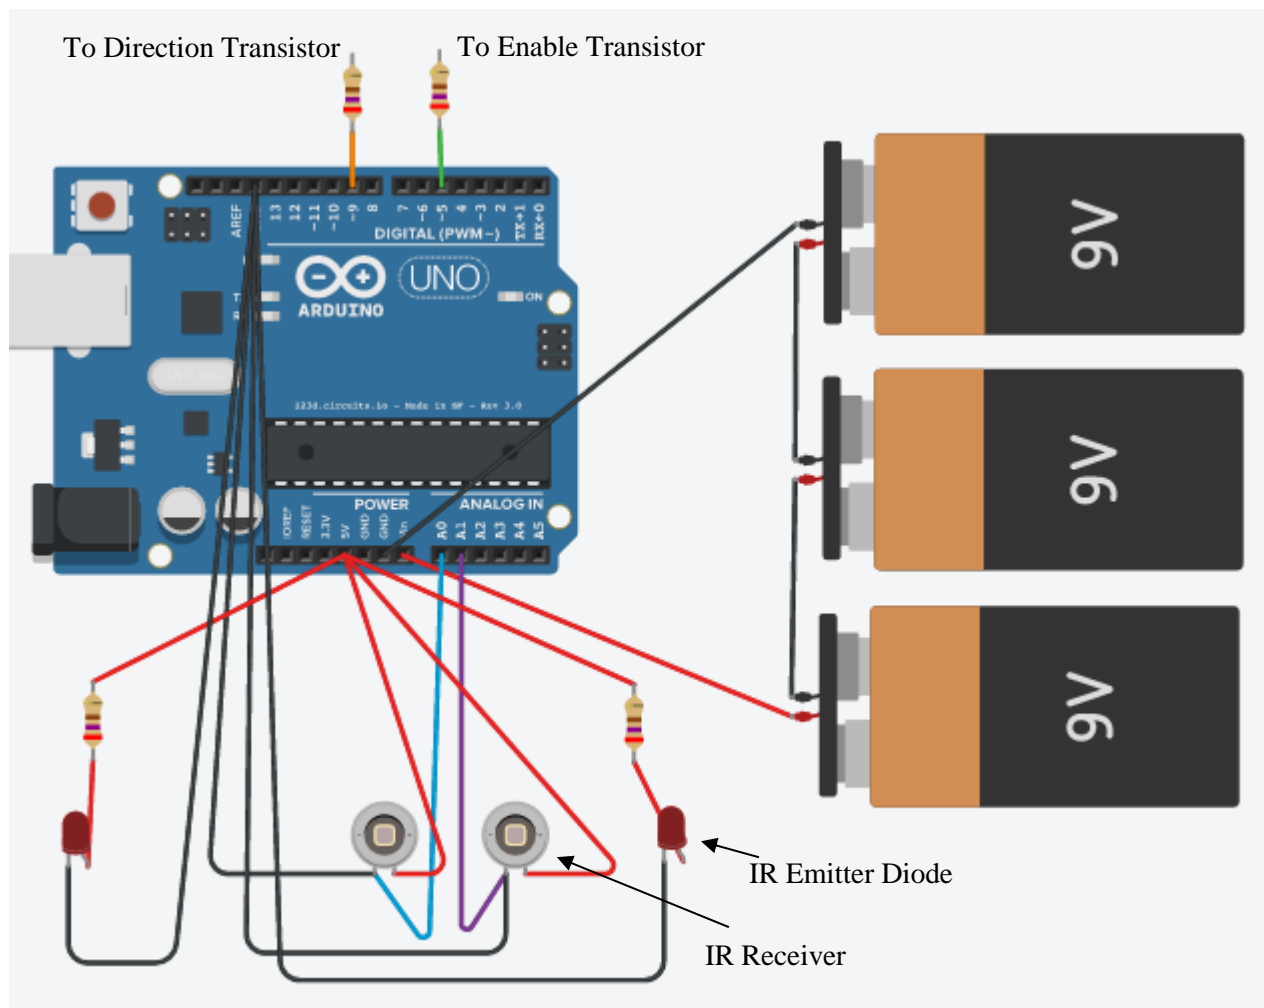 To Direction Transistor
To Enable Transistor
AREF
13
12
~11
~10
~9
8
7
~6
~5
4
~3
2
TX→1
RX←0
DIGITAL (PWM~)
UNO
ARDUINO
ON
POWER
ANALOG IN
IOREF
RESET
3.3V
5V
GND
GND
A0
A1
A2
A3
A4
A5
9V
9V
9V
IR Emitter Diode
IR Receiver